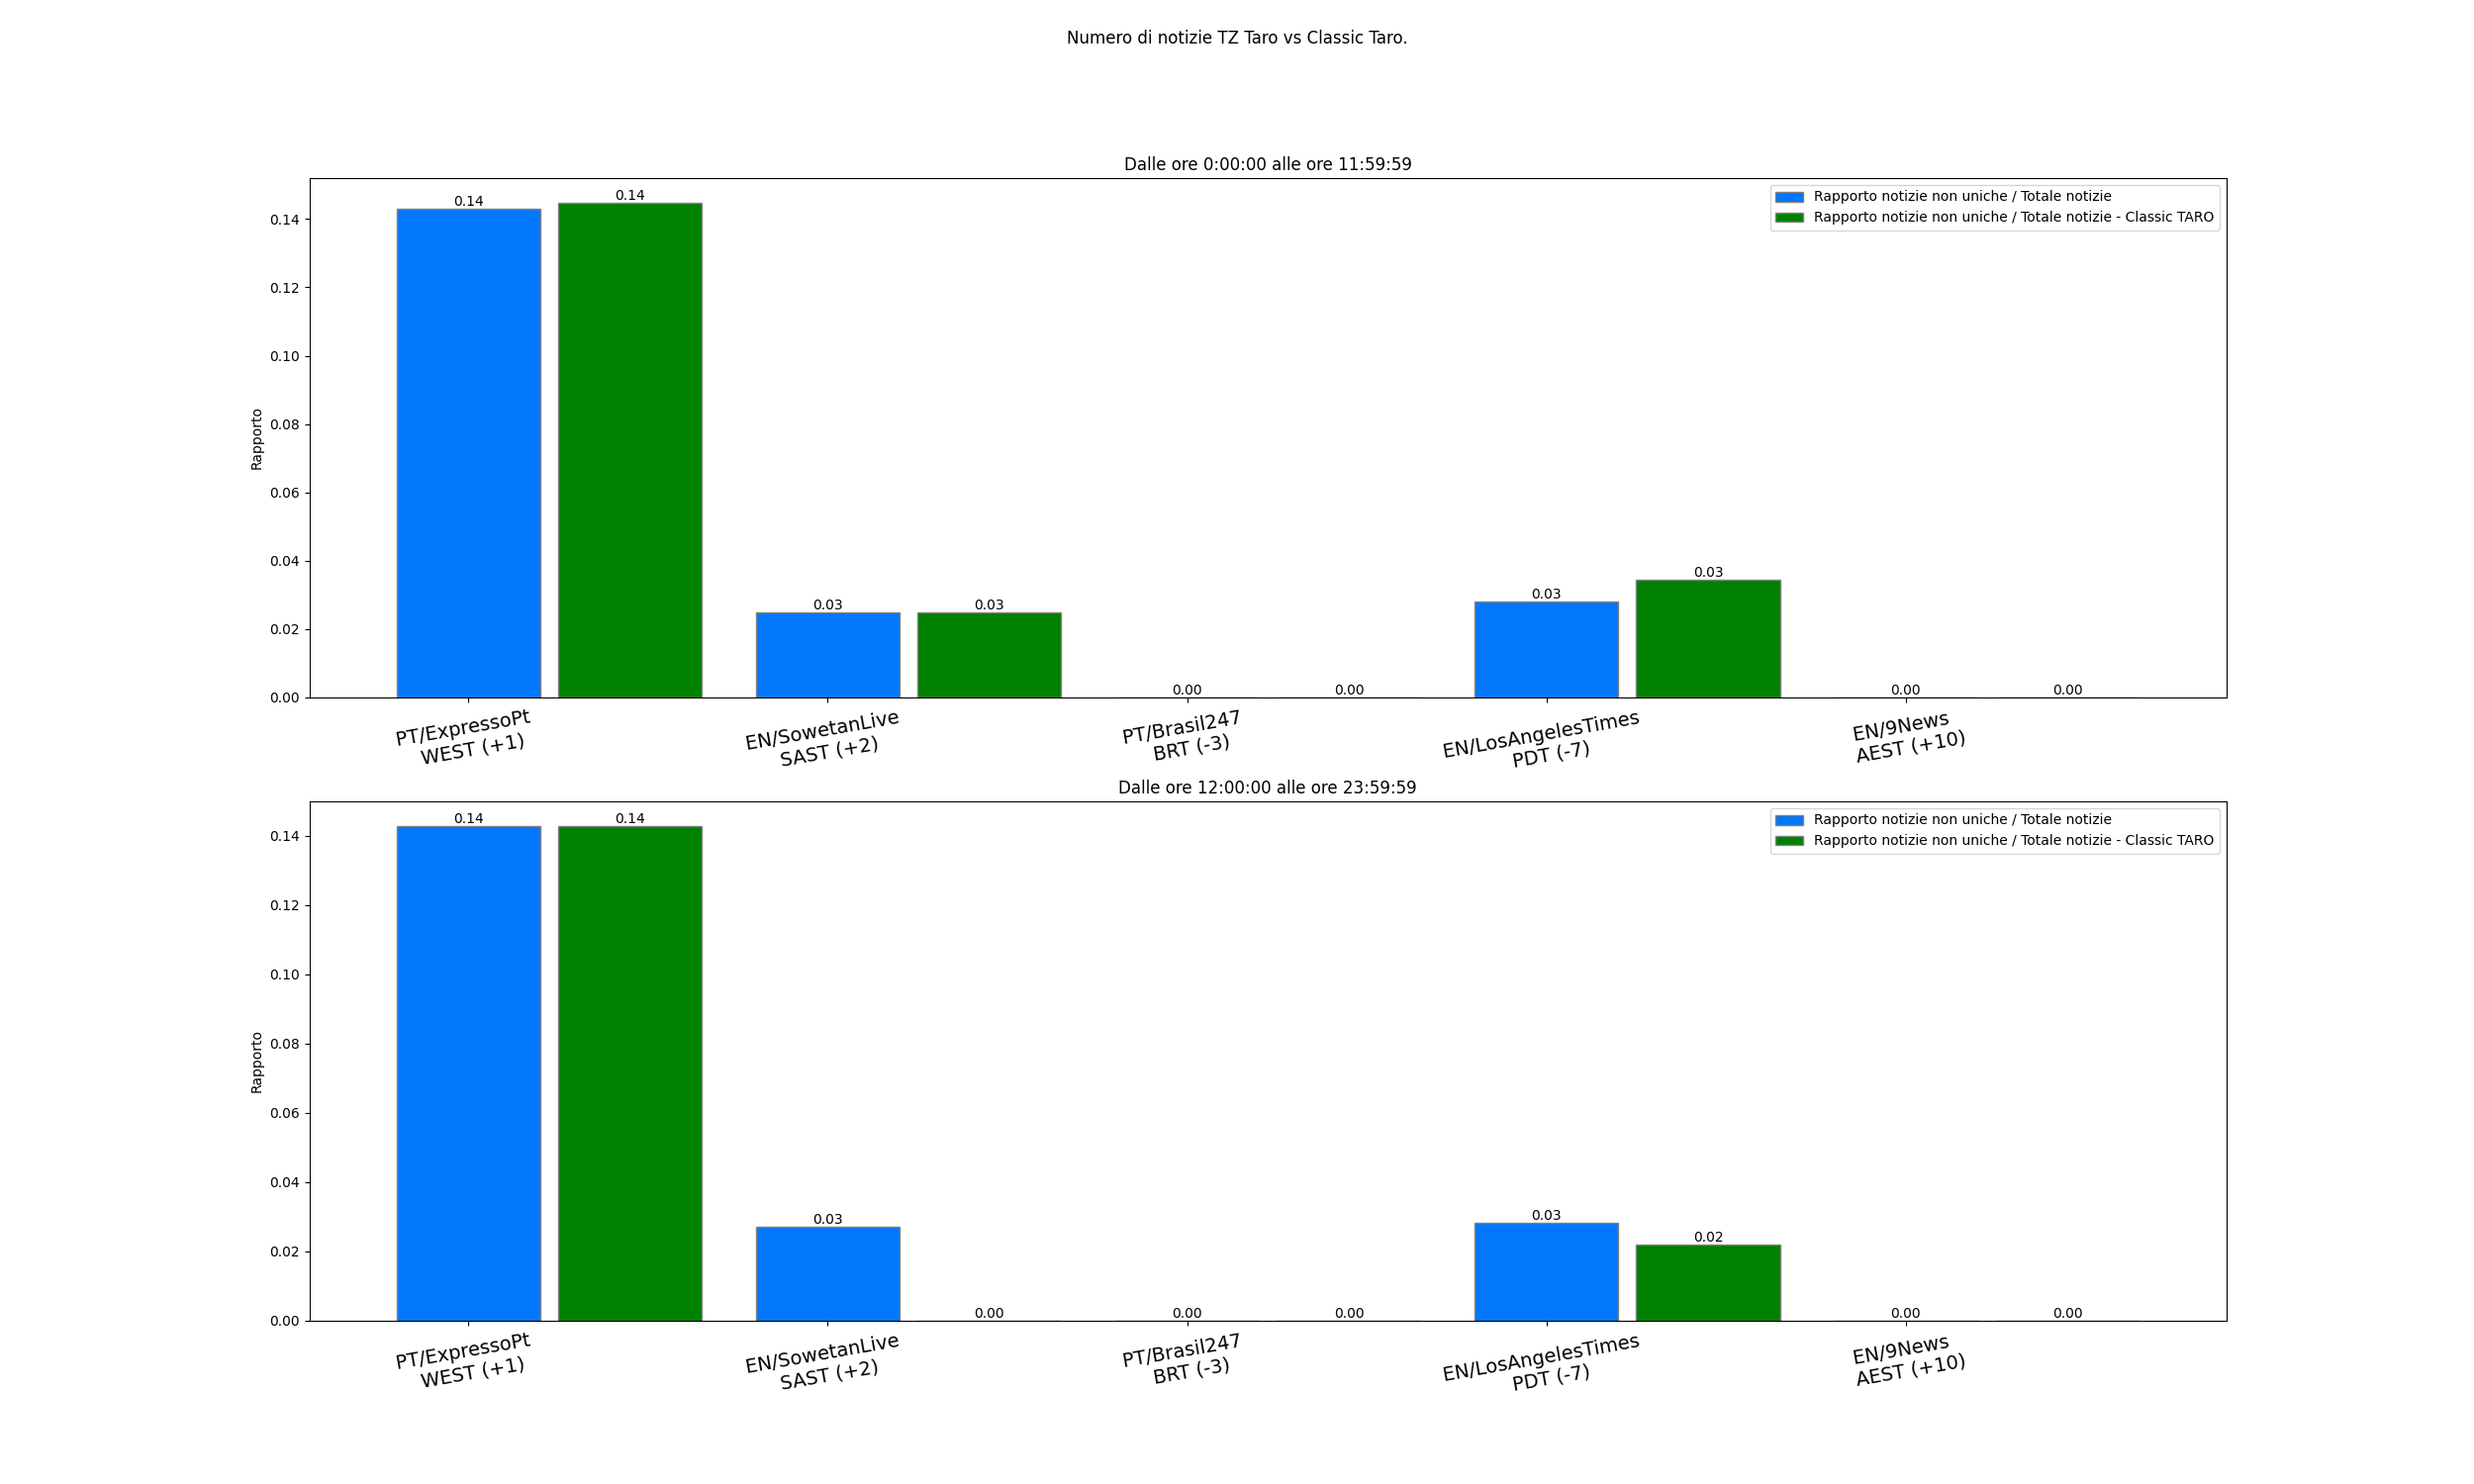 Numero di notizie TZ Taro vs Classic Taro.
Dalle ore 0:00:00 alle ore 11:59:59
Rapporto notizie non uniche / Totale notizie
Rapporto notizie non uniche / Totale notizie - Classic TARO
Rapporto
0.14
0.12
0.10
0.08
0.06
0.04
0.02
0.00
0.14
0.14
0.03
0.03
0.00
0.00
0.03
0.03
0.00
0.00
PT/ExpressoPt
WEST (+1)
EN/SowetanLive
SAST (+2)
PT/Brasil247
BRT (-3)
EN/LosAngelesTimes
PDT (-7)
EN/9News
AEST (+10)
Dalle ore 12:00:00 alle ore 23:59:59
Rapporto notizie non uniche / Totale notizie
Rapporto notizie non uniche / Totale notizie - Classic TARO
Rapporto
0.14
0.12
0.10
0.08
0.06
0.04
0.02
0.00
0.14
0.14
0.03
0.00
0.00
0.00
0.03
0.02
0.00
0.00
PT/ExpressoPt
WEST (+1)
EN/SowetanLive
SAST (+2)
PT/Brasil247
BRT (-3)
EN/LosAngelesTimes
PDT (-7)
EN/9News
AEST (+10)